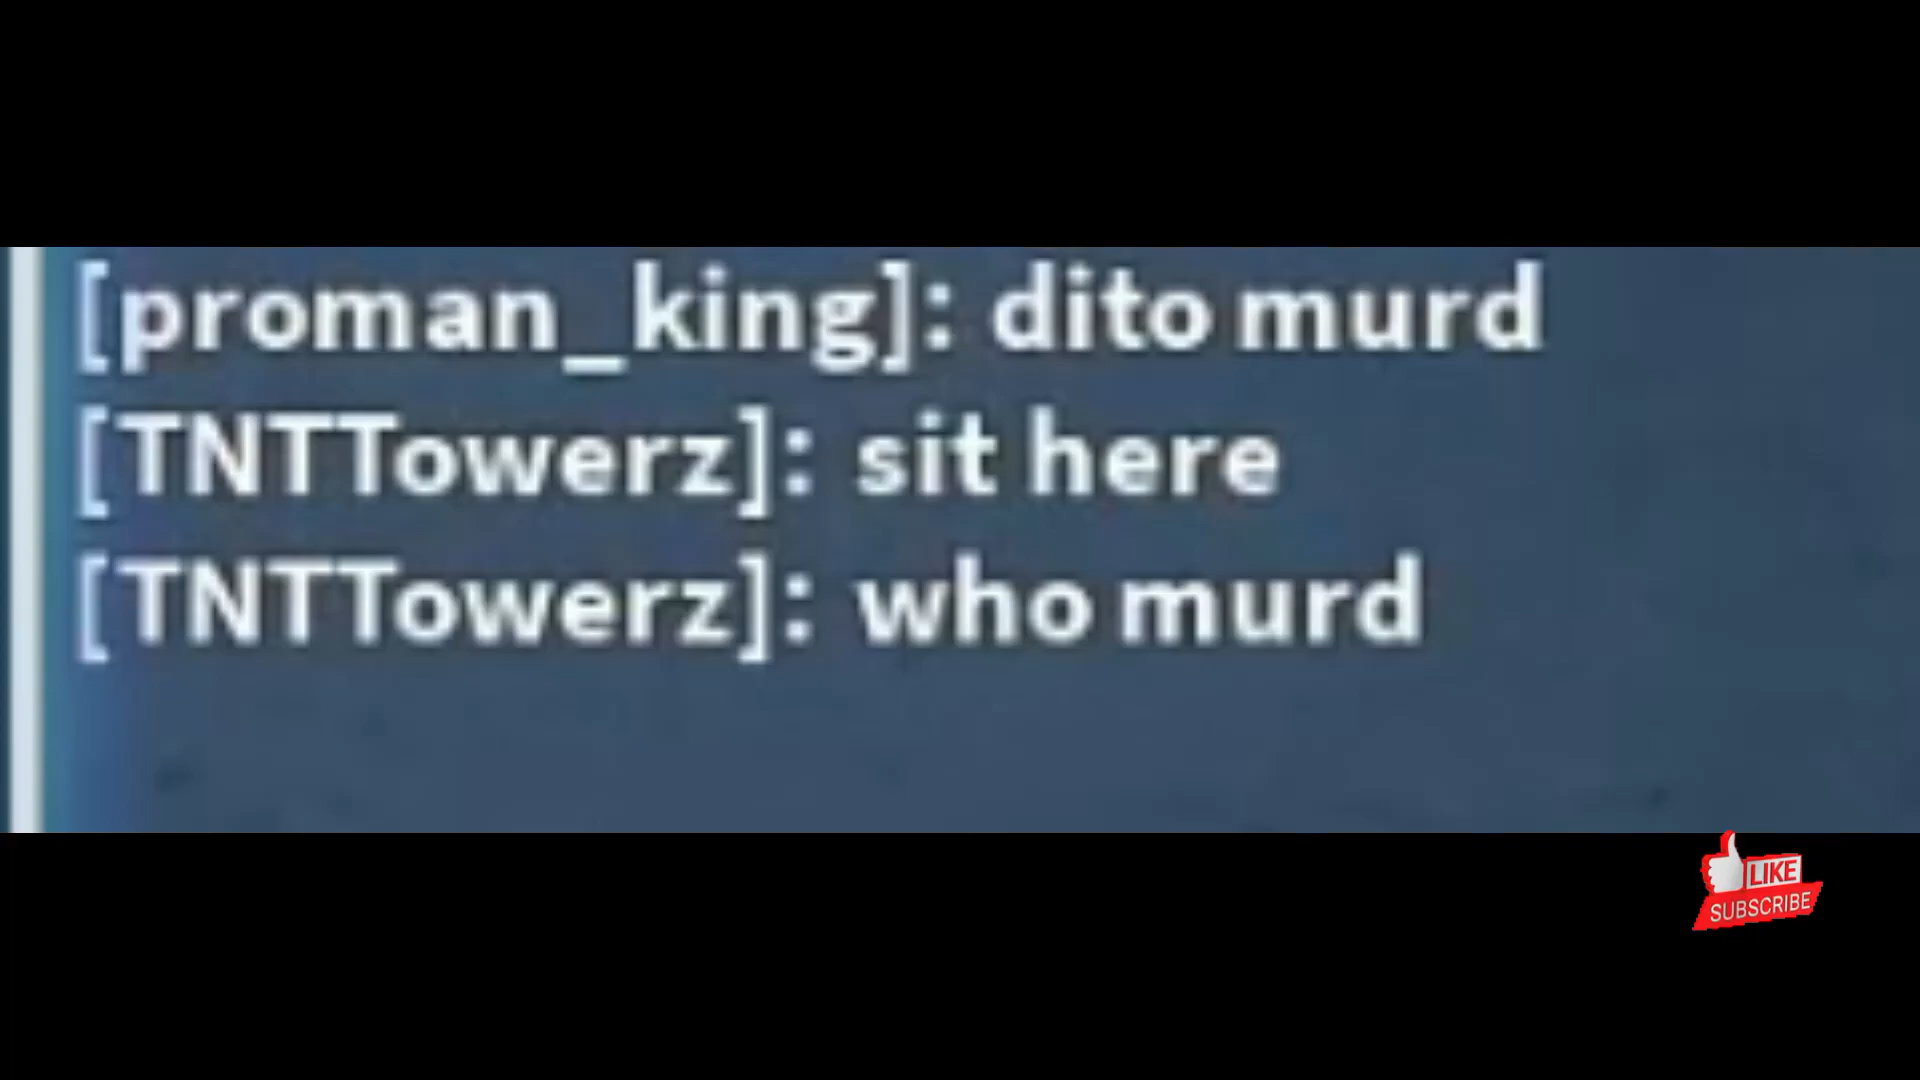 [proman_king]: dito murd
[TNTTowerz]: sit here
[TNTTowerz]: who murd
LIKE
SUBSCRIBE